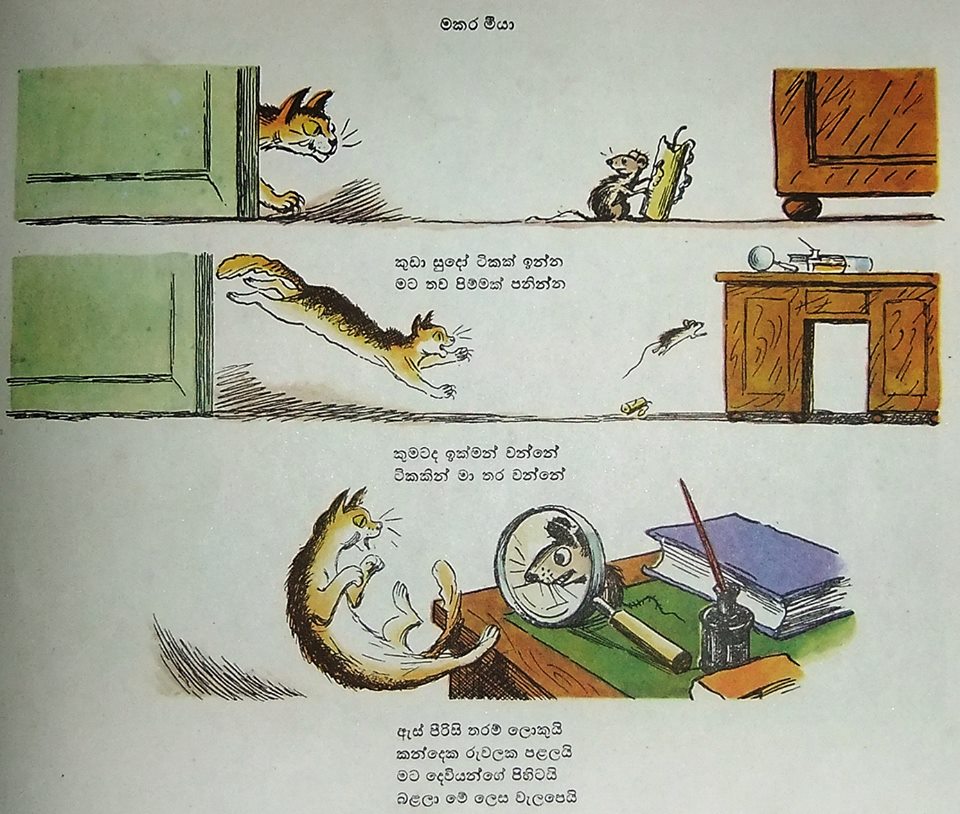 මකර මීයා
කුඩා සුදෝ ටිකක් ඉන්න
මට තව පිම්මක් පනින්න
කුමටද ඉක්මන් වන්නේ
ටිකකින් මා තර වන්නේ
ඇස් පීරිසි තරම් ලොකුයි
කන්දෙක රුවලක පළලයි
මට දෙවියන්ගේ පිහිටයි
බළලා මේ ලෙස වැලපෙයි